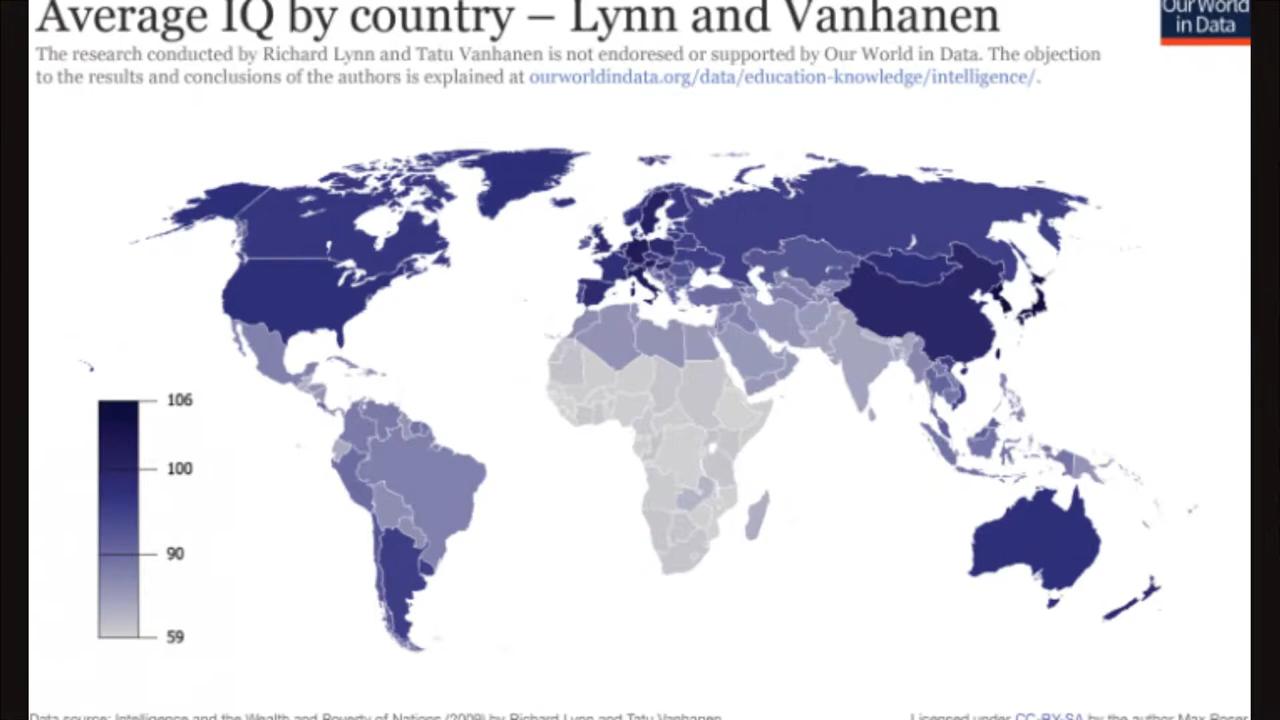 Average IQ by country – Lynn and Vanhanen
Our World
in Data
The research conducted by Richard Lynn and Tatu Vanhanen is not endoresed or supported by Our World in Data. The objection
to the results and conclusions of the authors is explained at ourworldindata.org/data/education-knowledge/intelligence/.
106
100
90
59
Data source: Intelligence and the Wealth and Poverty of Nations (2009) by Richard Lynn and Tatu Vanhanen
Licensed under CC-BY-SA by the author Max Roser